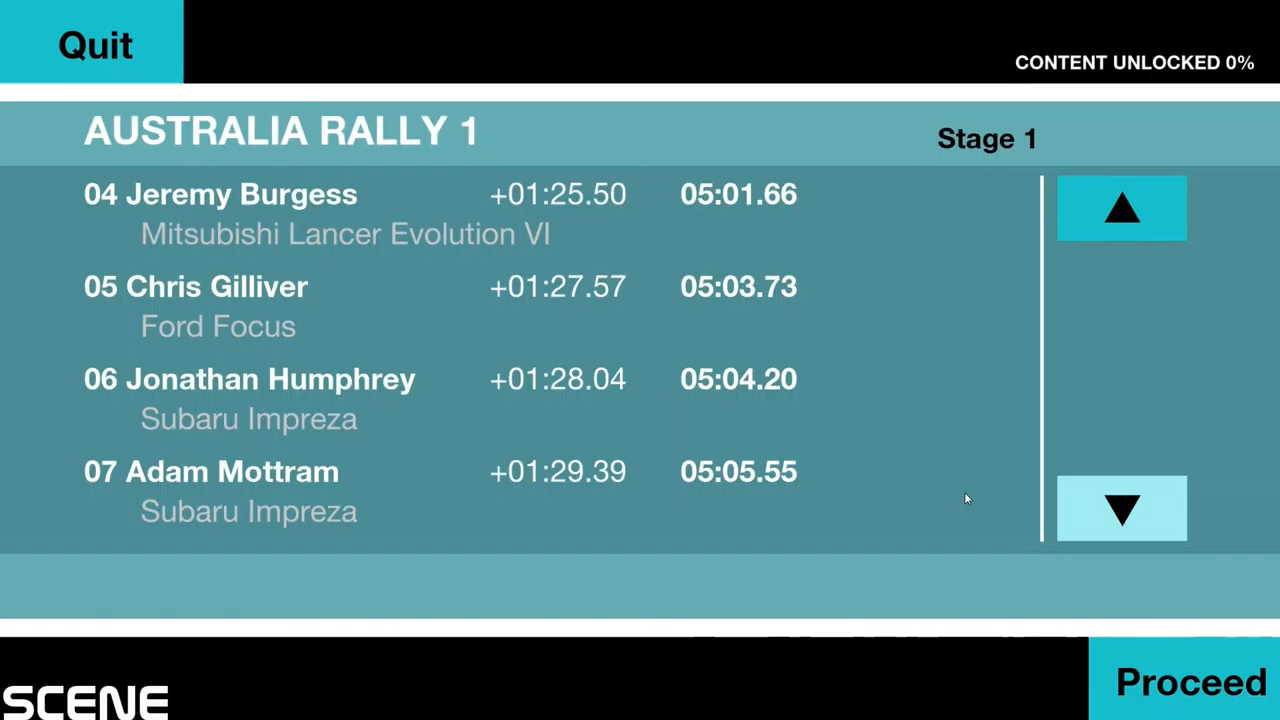 Quit
CONTENT UNLOCKED 0%
AUSTRALIA RALLY 1
Stage 1
04 Jeremy Burgess +01:25.50 05:01.66
Mitsubishi Lancer Evolution VI
05 Chris Gilliver +01:27.57 05:03.73
Ford Focus
06 Jonathan Humphrey +01:28.04 05:04.20
Subaru Impreza
07 Adam Mottram +01:29.39 05:05.55
Subaru Impreza
Proceed
SCENE